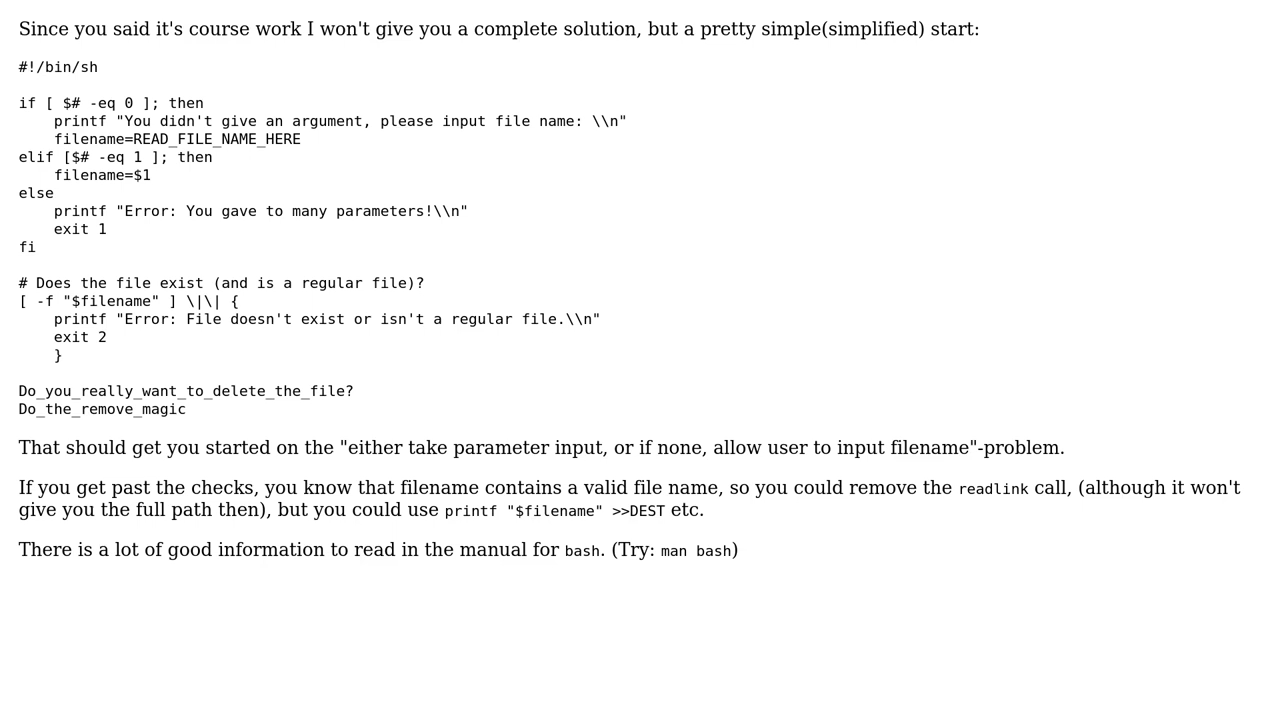 Since you said it's course work I won't give you a complete solution, but a pretty simple(simplified) start:
#!/bin/sh
if [ $# -eq 0 ]; then
    printf "You didn't give an argument, please input file name: \\n"
    filename=READ_FILE_NAME_HERE
elif [$# -eq 1 ]; then
    filename=$1
else
    printf "Error: You gave to many parameters!\\n"
    exit 1
fi
# Does the file exist (and is a regular file)?
[ -f "$filename" ] \|\| {
    printf "Error: File doesn't exist or isn't a regular file.\\n"
    exit 2
    }
Do_you_really_want_to_delete_the_file?
Do_the_remove_magic
That should get you started on the "either take parameter input, or if none, allow user to input filename"-problem.
If you get past the checks, you know that filename contains a valid file name, so you could remove the readlink call, (although it won't
give you the full path then), but you could use printf "$filename" >>DEST etc.
There is a lot of good information to read in the manual for bash. (Try: man bash)